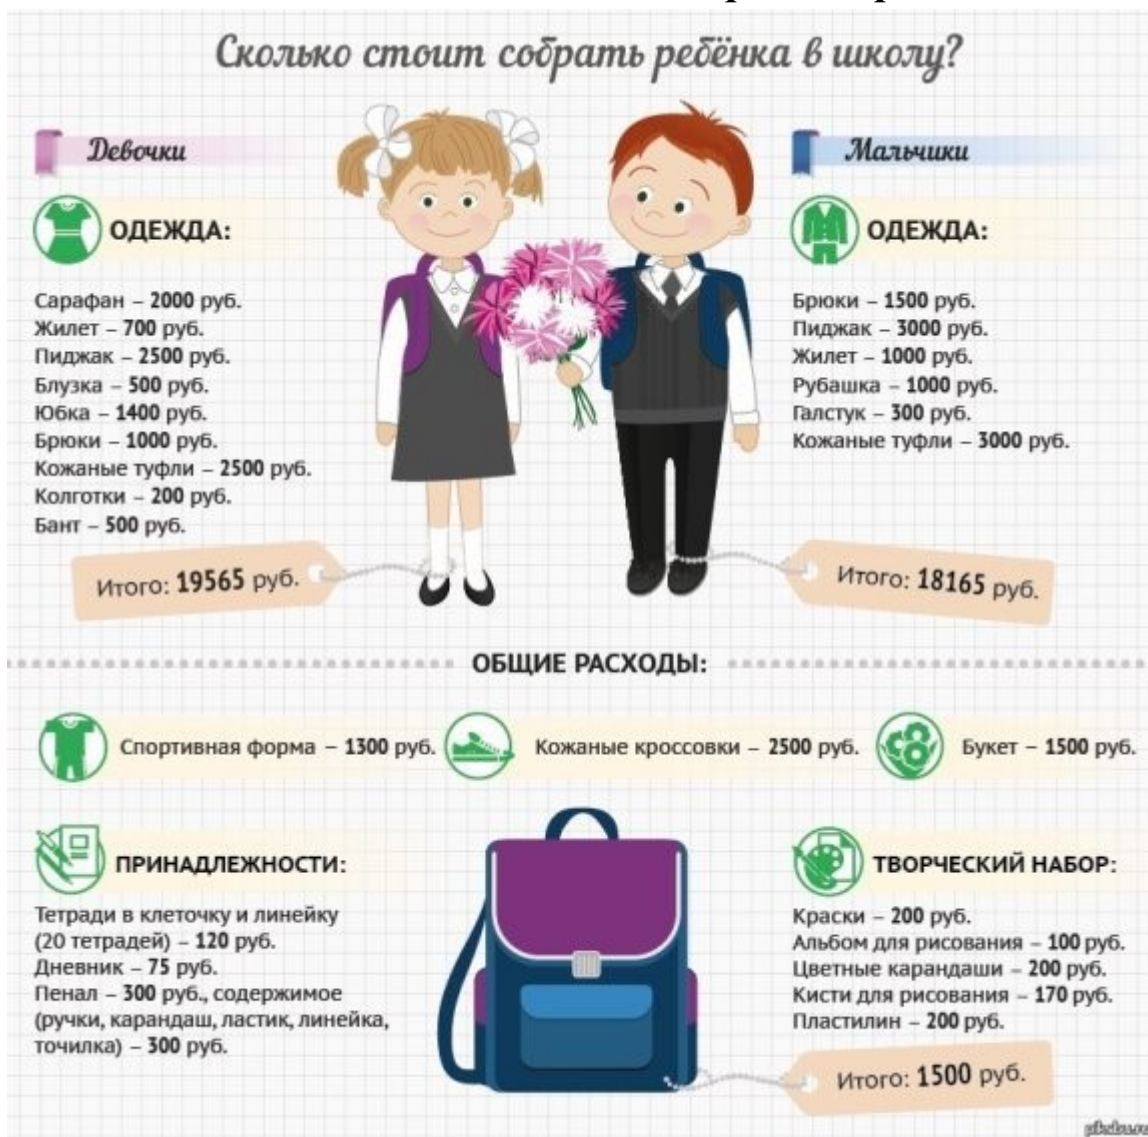 Сколько стоит собрать ребёнка в школу?
Девочки
ОДЕЖДА:
Сарафан – 2000 руб.
Жилет – 700 руб.
Пиджак – 2500 руб.
Блузка – 500 руб.
Юбка – 1400 руб.
Брюки – 1000 руб.
Кожаные туфли – 2500 руб.
Колготки – 200 руб.
Бант – 500 руб.
Итого: 19565 руб.
Мальчики
ОДЕЖДА:
Брюки – 1500 руб.
Пиджак – 3000 руб.
Жилет – 1000 руб.
Рубашка – 1000 руб.
Галстук – 300 руб.
Кожаные туфли – 3000 руб.
Итого: 18165 руб.
ОБЩИЕ РАСХОДЫ:
Спортивная форма – 1300 руб.
Кожаные кроссовки – 2500 руб.
Букет – 1500 руб.
ПРИНАДЛЕЖНОСТИ:
Тетради в клеточку и линейку
(20 тетрадей) – 120 руб.
Дневник – 75 руб.
Пенал – 300 руб., содержимое
(ручки, карандаш, ластик, линейка,
точилка) – 300 руб.
ТВОРЧЕСКИЙ НАБОР:
Краски – 200 руб.
Альбом для рисования – 100 руб.
Цветные карандаши – 200 руб.
Кисти для рисования – 170 руб.
Пластилин – 200 руб.
Итого: 1500 руб.